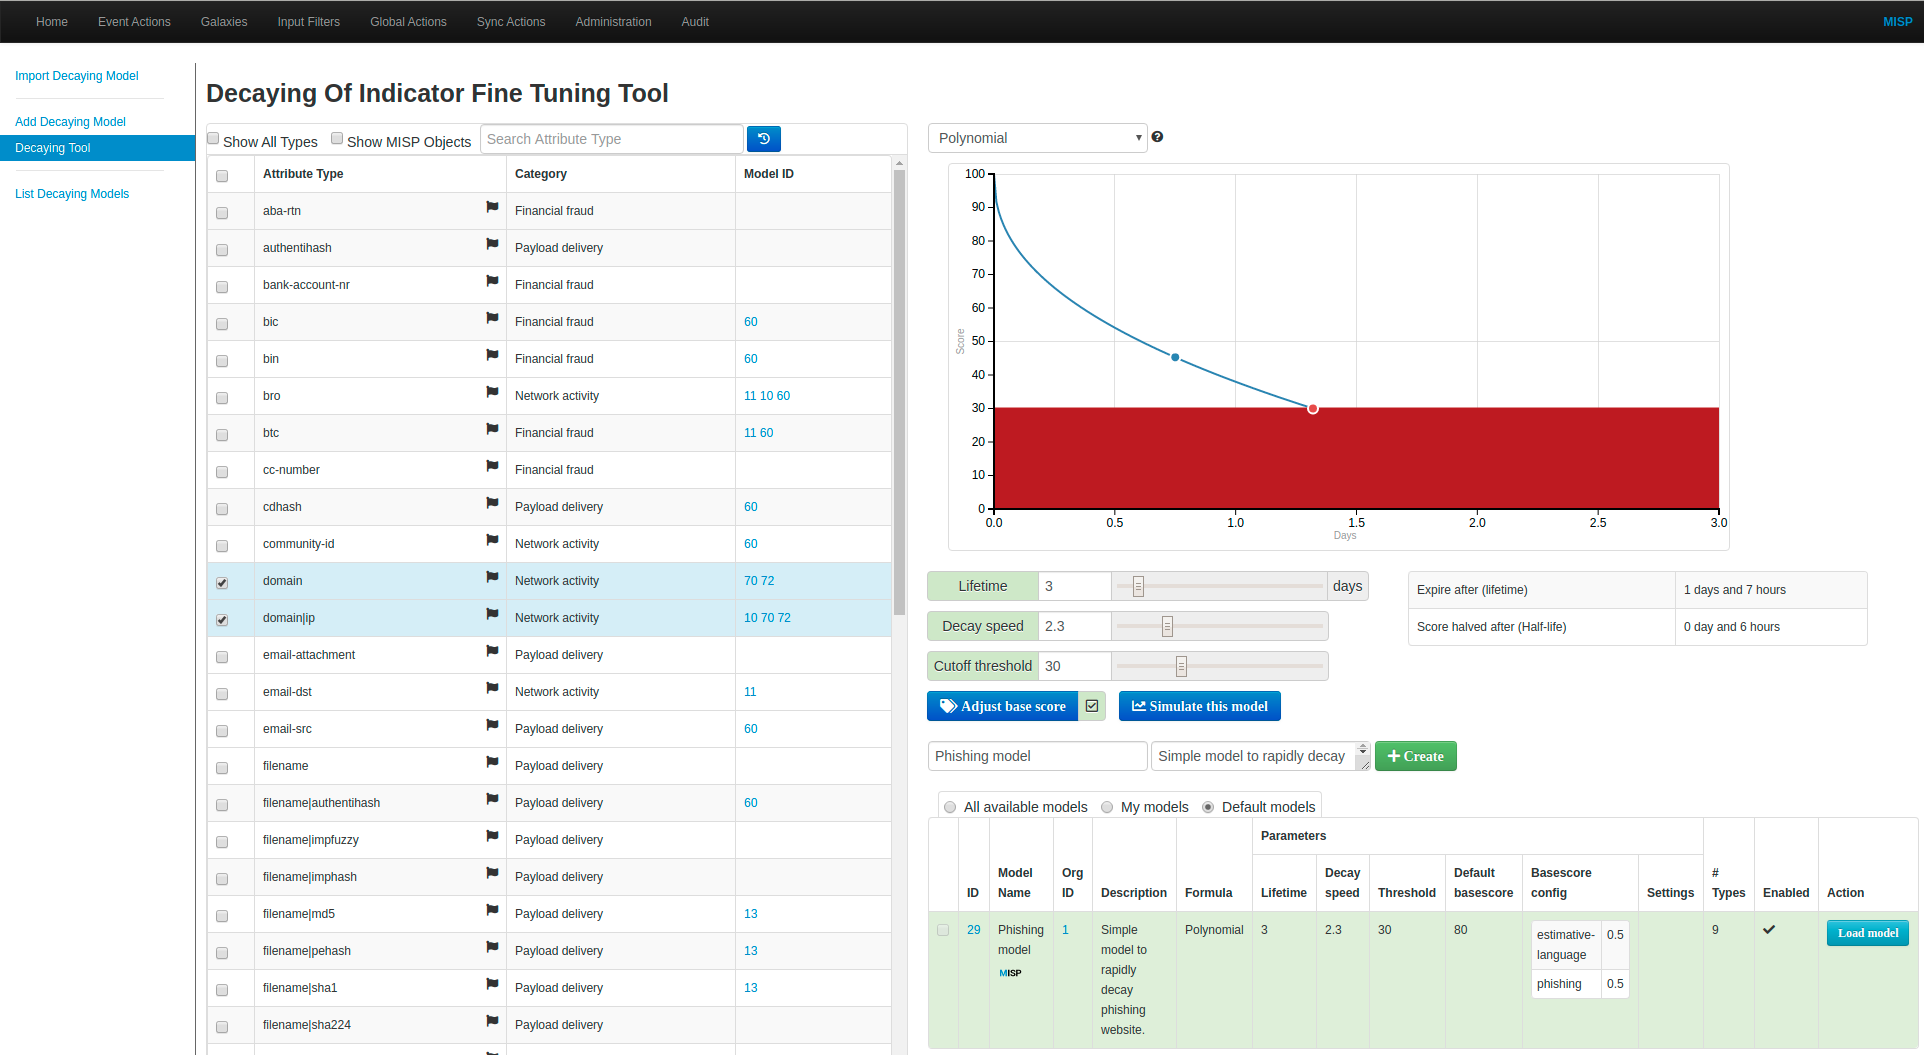 Home Event Actions Galaxies Input Filters Global Actions Sync Actions Administration Audit MISP
Import Decaying Model
Add Decaying Model
Decaying Tool
List Decaying Models
Decaying Of Indicator Fine Tuning Tool
Show All Types Show MISP Objects Search Attribute Type
Attribute Type Category Model ID
aba-rtn Financial fraud
authentihash Payload delivery
bank-account-nr Financial fraud
bic Financial fraud 60
bin Financial fraud 60
bro Network activity 11 10 60
btc Financial fraud 11 60
cc-number Financial fraud
cdhash Payload delivery 60
community-id Network activity 60
domain Network activity 70 72
domain|ip Network activity 10 70 72
email-attachment Payload delivery
email-dst Network activity 11
email-src Payload delivery 60
filename Payload delivery
filename|authentihash Payload delivery 60
filename|impfuzzy Payload delivery
filename|imphash Payload delivery
filename|md5 Payload delivery 13
filename|pehash Payload delivery 13
filename|sha1 Payload delivery 13
filename|sha224 Payload delivery
Polynomial
100
90
80
70
60
50
40
30
20
10
0
Score
0.0 0.5 1.0 1.5 2.0 2.5 3.0
Days
Lifetime 3 days
Decay speed 2.3
Cutoff threshold 30
Expire after (lifetime) 1 days and 7 hours
Score halved after (Half-life) 0 day and 6 hours
Adjust base score Simulate this model
Phishing model Simple model to rapidly decay Create
All available models My models Default models
Parameters
ID Model Name Org ID Description Formula Lifetime Decay speed Threshold Default basescore Basescore config Settings # Types Enabled Action
29 Phishing model 1 Simple model to rapidly decay phishing website. Polynomial 3 2.3 30 80 estimative-language 0.5 9 Load model
MISP
phishing 0.5